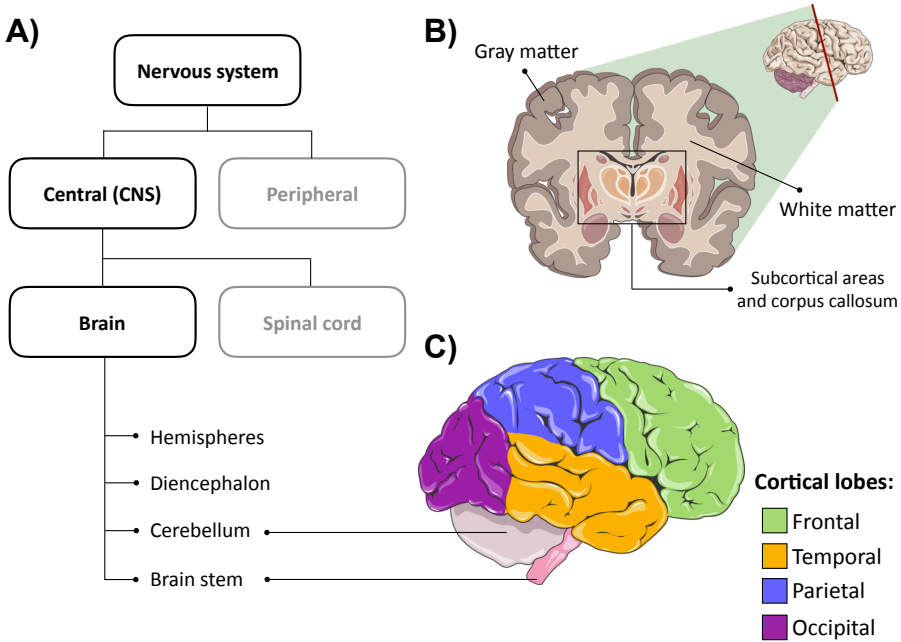 A)
Nervous system
Central (CNS)
Peripheral
Brain
Spinal cord
Hemispheres
Diencephalon
Cerebellum
Brain stem
B)
Gray matter
White matter
Subcortical areas
and corpus callosum
C)
Cortical lobes:
Frontal
Temporal
Parietal
Occipital